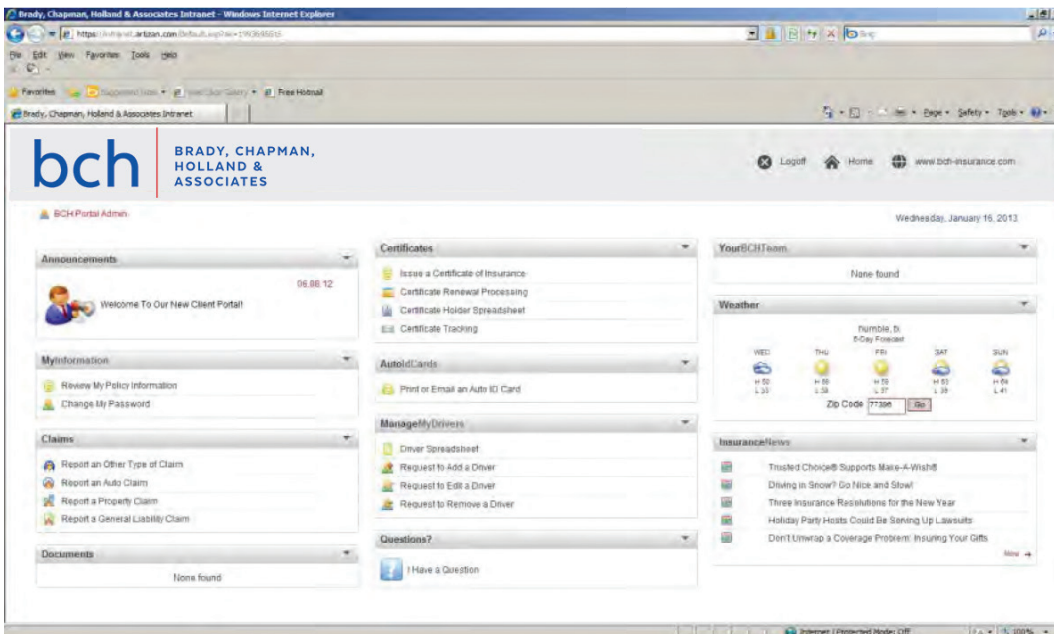 Brady, Chapman, Holland & Associates Intranet - Windows Internet Explorer
File Edit View Favorites Tools Help
Favorites Free Hotmail
Brady, Chapman, Holland & Associates Intranet
Page Safety Tools
bch
BRADY, CHAPMAN,
HOLLAND &
ASSOCIATES
Logoff Home www.bch-insurance.com
BCH Portal Admin
Wednesday, January 16, 2013
Announcements
06.08.12
Welcome To Our New Client Portal!
MyInformation
Review My Policy Information
Change My Password
Claims
Report an Other Type of Claim
Report an Auto Claim
Report a Property Claim
Report a General Liability Claim
Documents
None found
Certificates
Issue a Certificate of Insurance
Certificate Renewal Processing
Certificate Holder Spreadsheet
Certificate Tracking
AutoIdCards
Print or Email an Auto ID Card
ManageMyDrivers
Driver Spreadsheet
Request to Add a Driver
Request to Edit a Driver
Request to Remove a Driver
Questions?
I Have a Question
YourBCHTeam
None found
Weather
humble, tx
5-Day Forecast
WED THU FRI SAT SUN
Zip Code 77396 Go
InsuranceNews
Trusted Choice® Supports Make-A-Wish®
Driving in Snow? Go Nice and Slow!
Three Insurance Resolutions for the New Year
Holiday Party Hosts Could Be Serving Up Lawsuits
Don't Unwrap a Coverage Problem: Insuring Your Gifts
Internet | Protected Mode: Off
100%